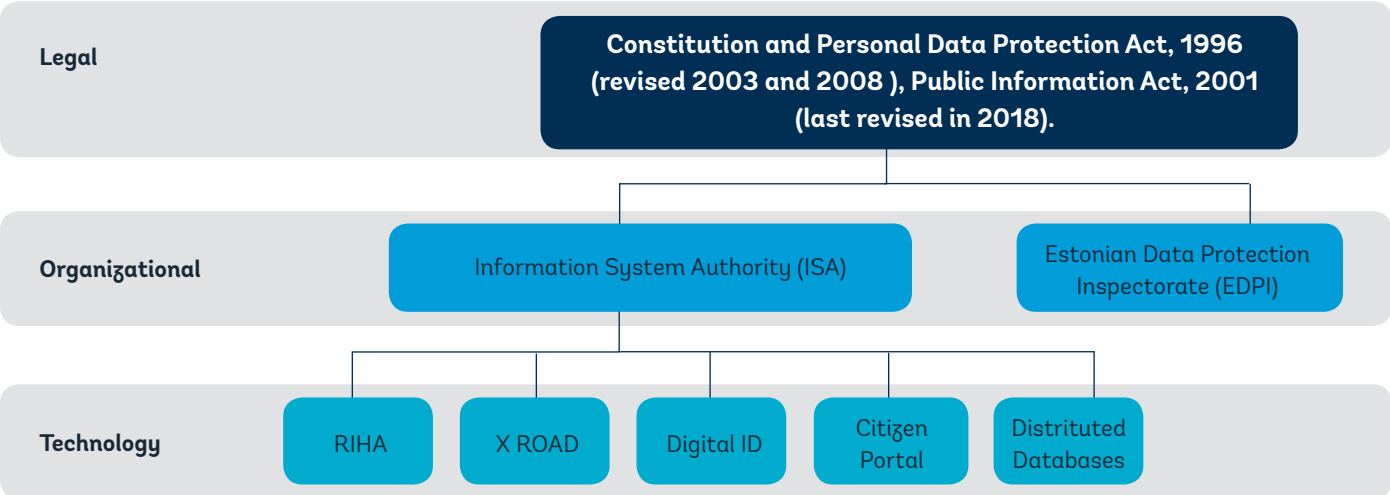 Legal
Constitution and Personal Data Protection Act, 1996
(revised 2003 and 2008 ), Public Information Act, 2001
(last revised in 2018).
Organizational
Information System Authority (ISA)
Estonian Data Protection
Inspectorate (EDPI)
Technology
RIHA
X ROAD
Digital ID
Citizen
Portal
Distrituted
Databases